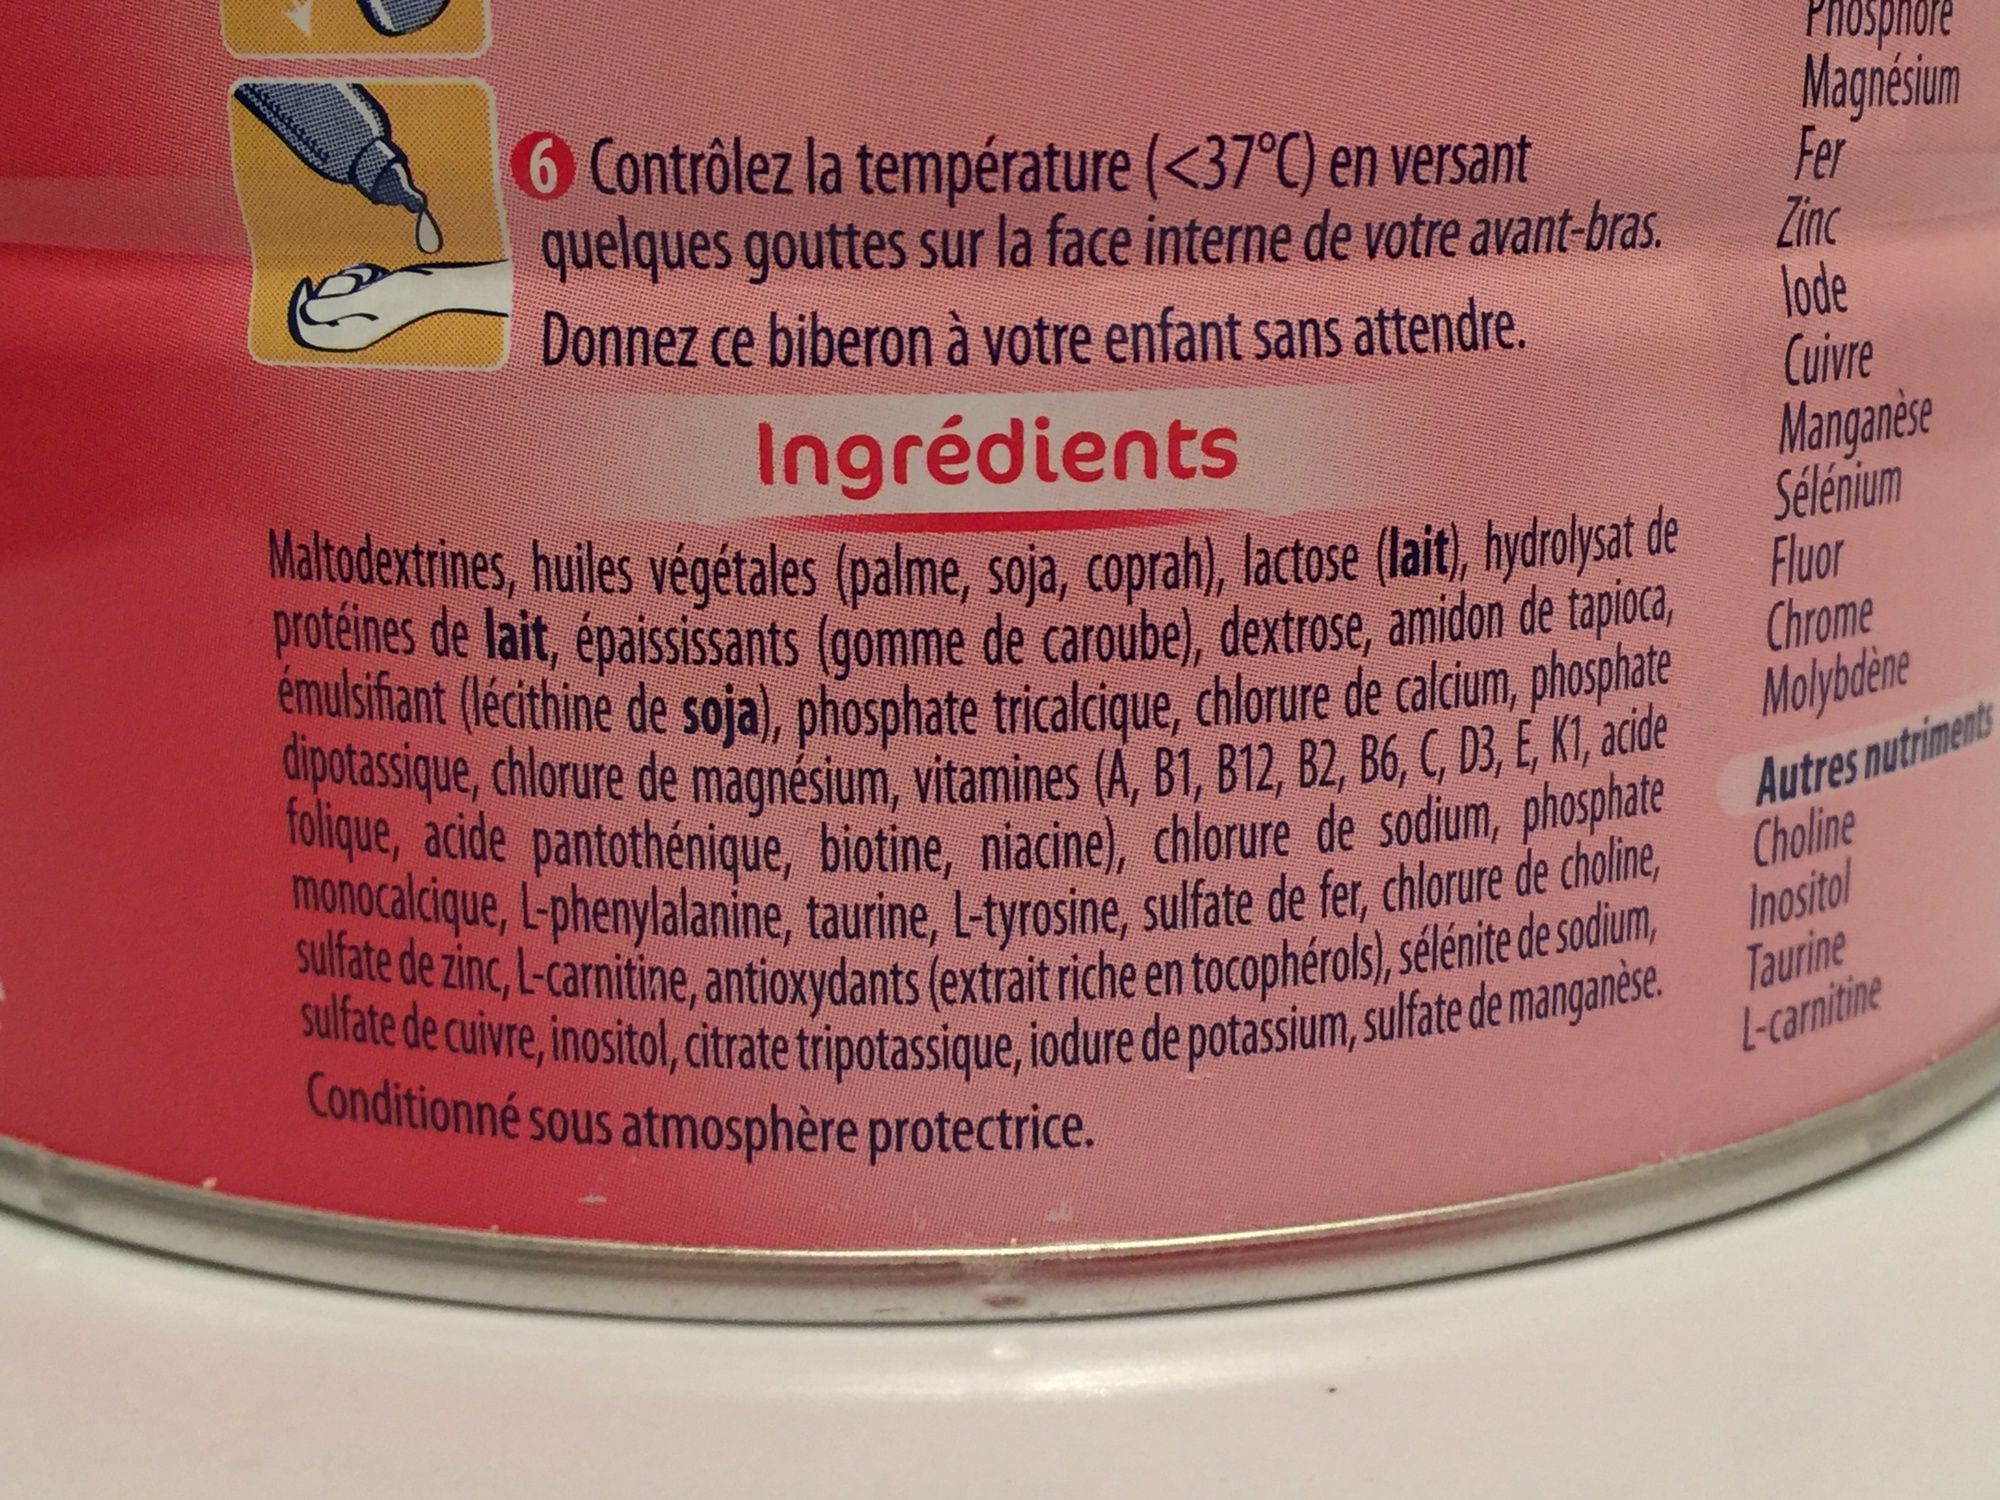 6 Contrôlez la température (<37°C) en versant
quelques gouttes sur la face interne de votre avant-bras.
Donnez ce biberon à votre enfant sans attendre.
Ingrédients
Maltodextrines, huiles végétales (palme, soja, coprah), lactose (lait), hydrolysat de
protéines de lait, épaississants (gomme de caroube), dextrose, amidon de tapioca,
émulsifiant (lécithine de soja), phosphate tricalcique, chlorure de calcium, phosphate
dipotassique, chlorure de magnésium, vitamines (A, B1, B12, B2, B6, C, D3, E, K1, acide
folique, acide pantothénique, biotine, niacine), chlorure de sodium, phosphate
monocalcique, L-phenylalanine, taurine, L-tyrosine, sulfate de fer, chlorure de choline,
sulfate de zinc, L-carnitine, antioxydants (extrait riche en tocophérols), sélénite de sodium,
sulfate de cuivre, inositol, citrate tripotassique, iodure de potassium, sulfate de manganèse.
Conditionné sous atmosphère protectrice.
Phosphore
Magnésium
Fer
Zinc
Iode
Cuivre
Manganèse
Sélénium
Fluor
Chrome
Molybdène
Autres nutriments
Choline
Inositol
Taurine
L-carnitine